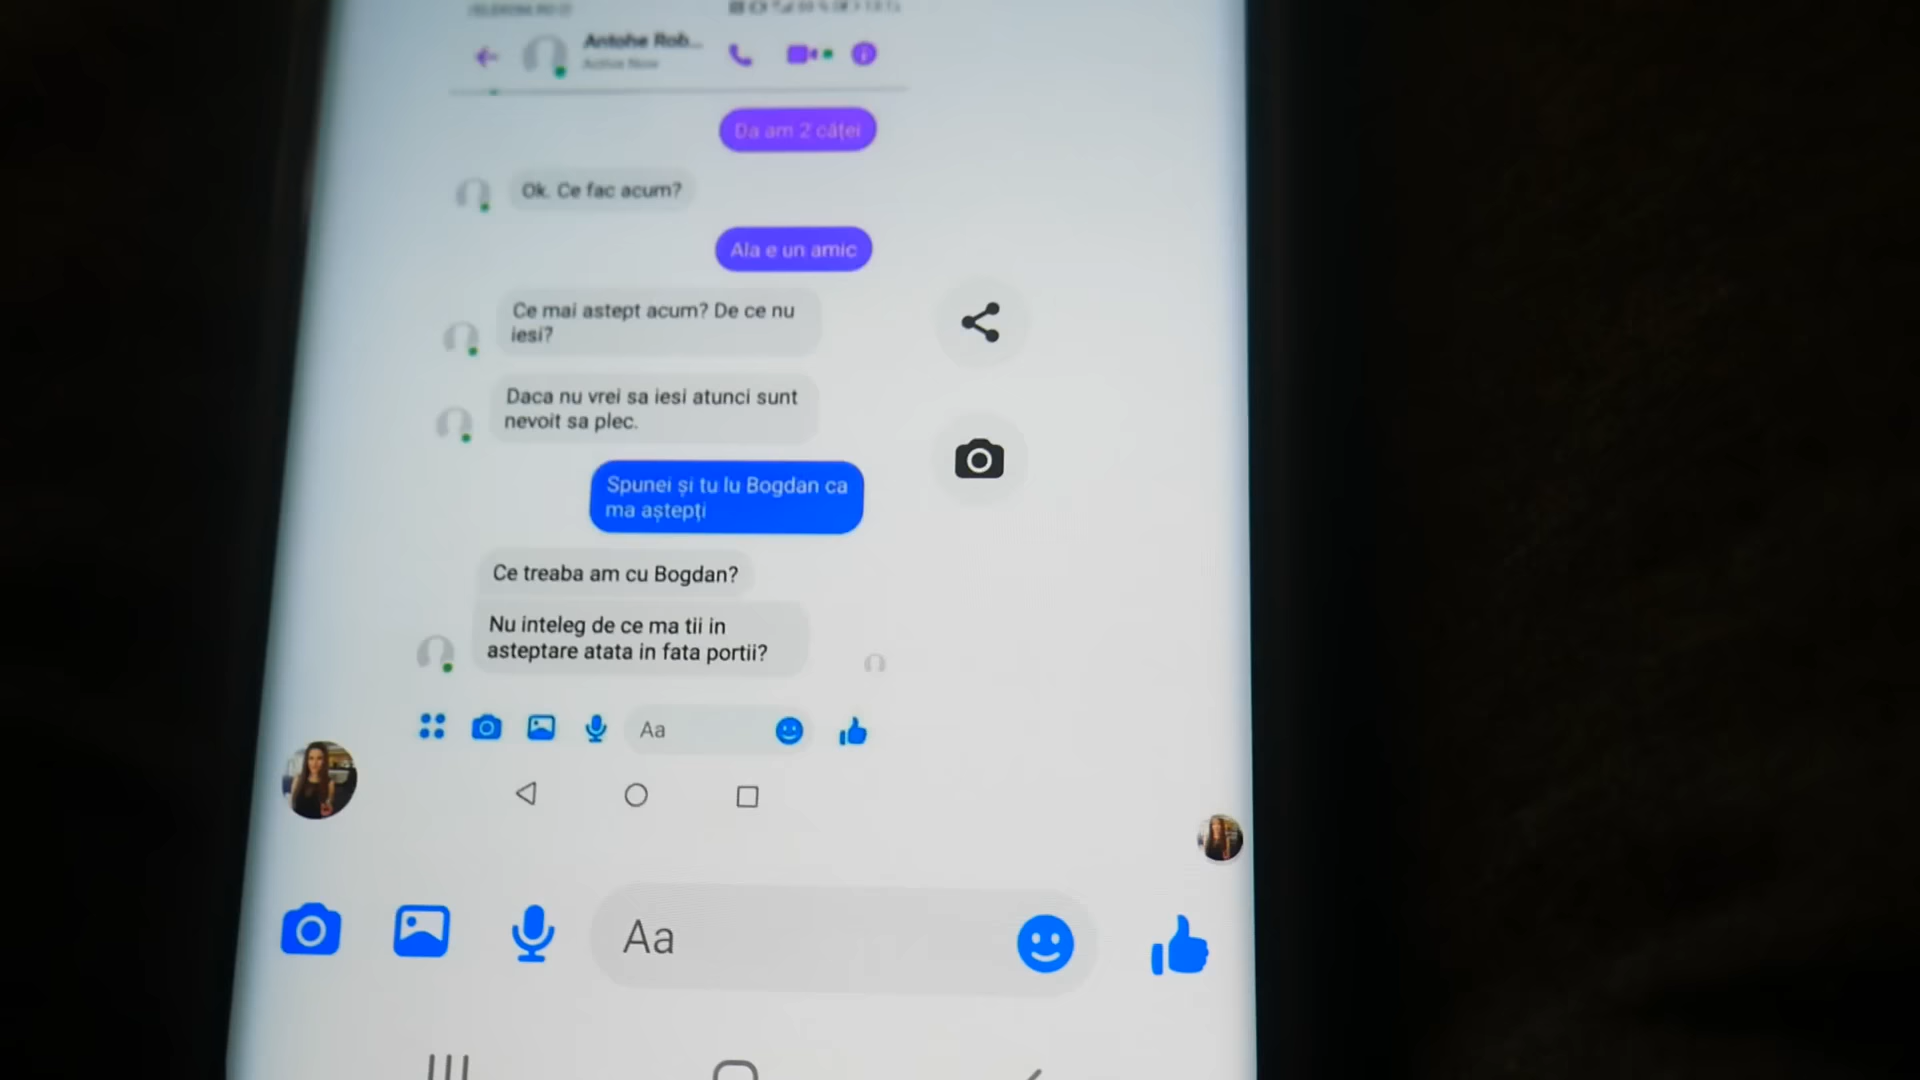 Antohe Rob...
Active Now
Da am 2 căței
Ok. Ce fac acum?
Ala e un amic
Ce mai astept acum? De ce nu
iesi?
Daca nu vrei sa iesi atunci sunt
nevoit sa plec.
Spunei și tu lu Bogdan ca
ma aștepți
Ce treaba am cu Bogdan?
Nu inteleg de ce ma tii in
asteptare atata in fata portii?
Aa
Aa